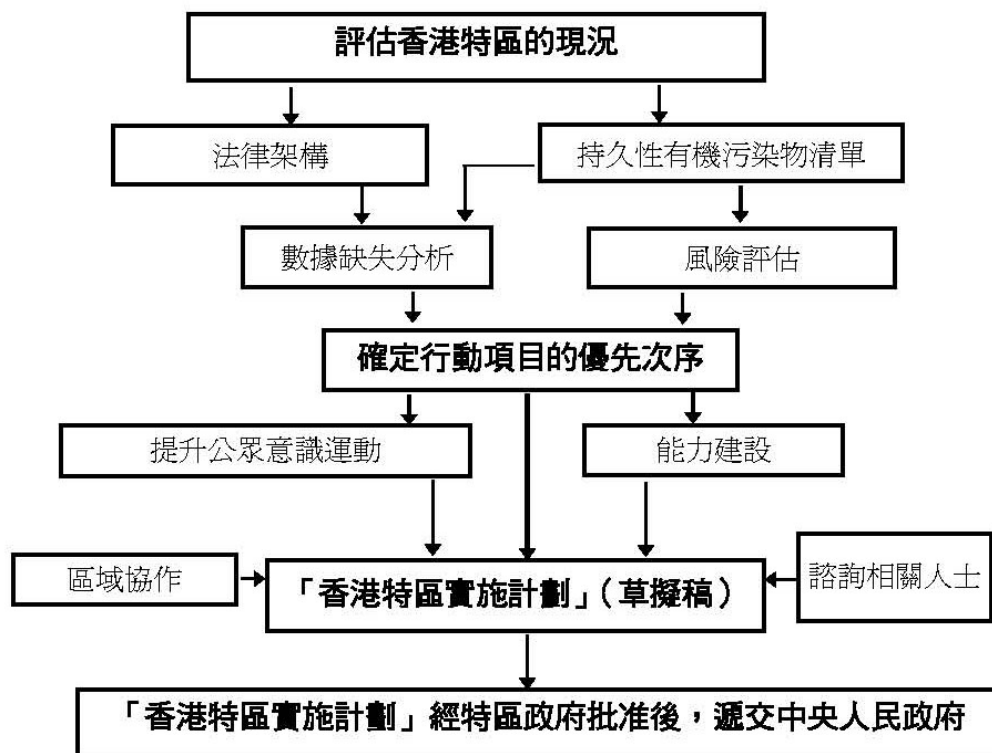 評估香港特區的現況
法律架構
持久性有機污染物清單
數據缺失分析
風險評估
確定行動項目的優先次序
提升公眾意識運動
能力建設
區域協作
「香港特區實施計劃」（草擬稿）
諮詢相關人士
「香港特區實施計劃」經特區政府批准後，遞交中央人民政府